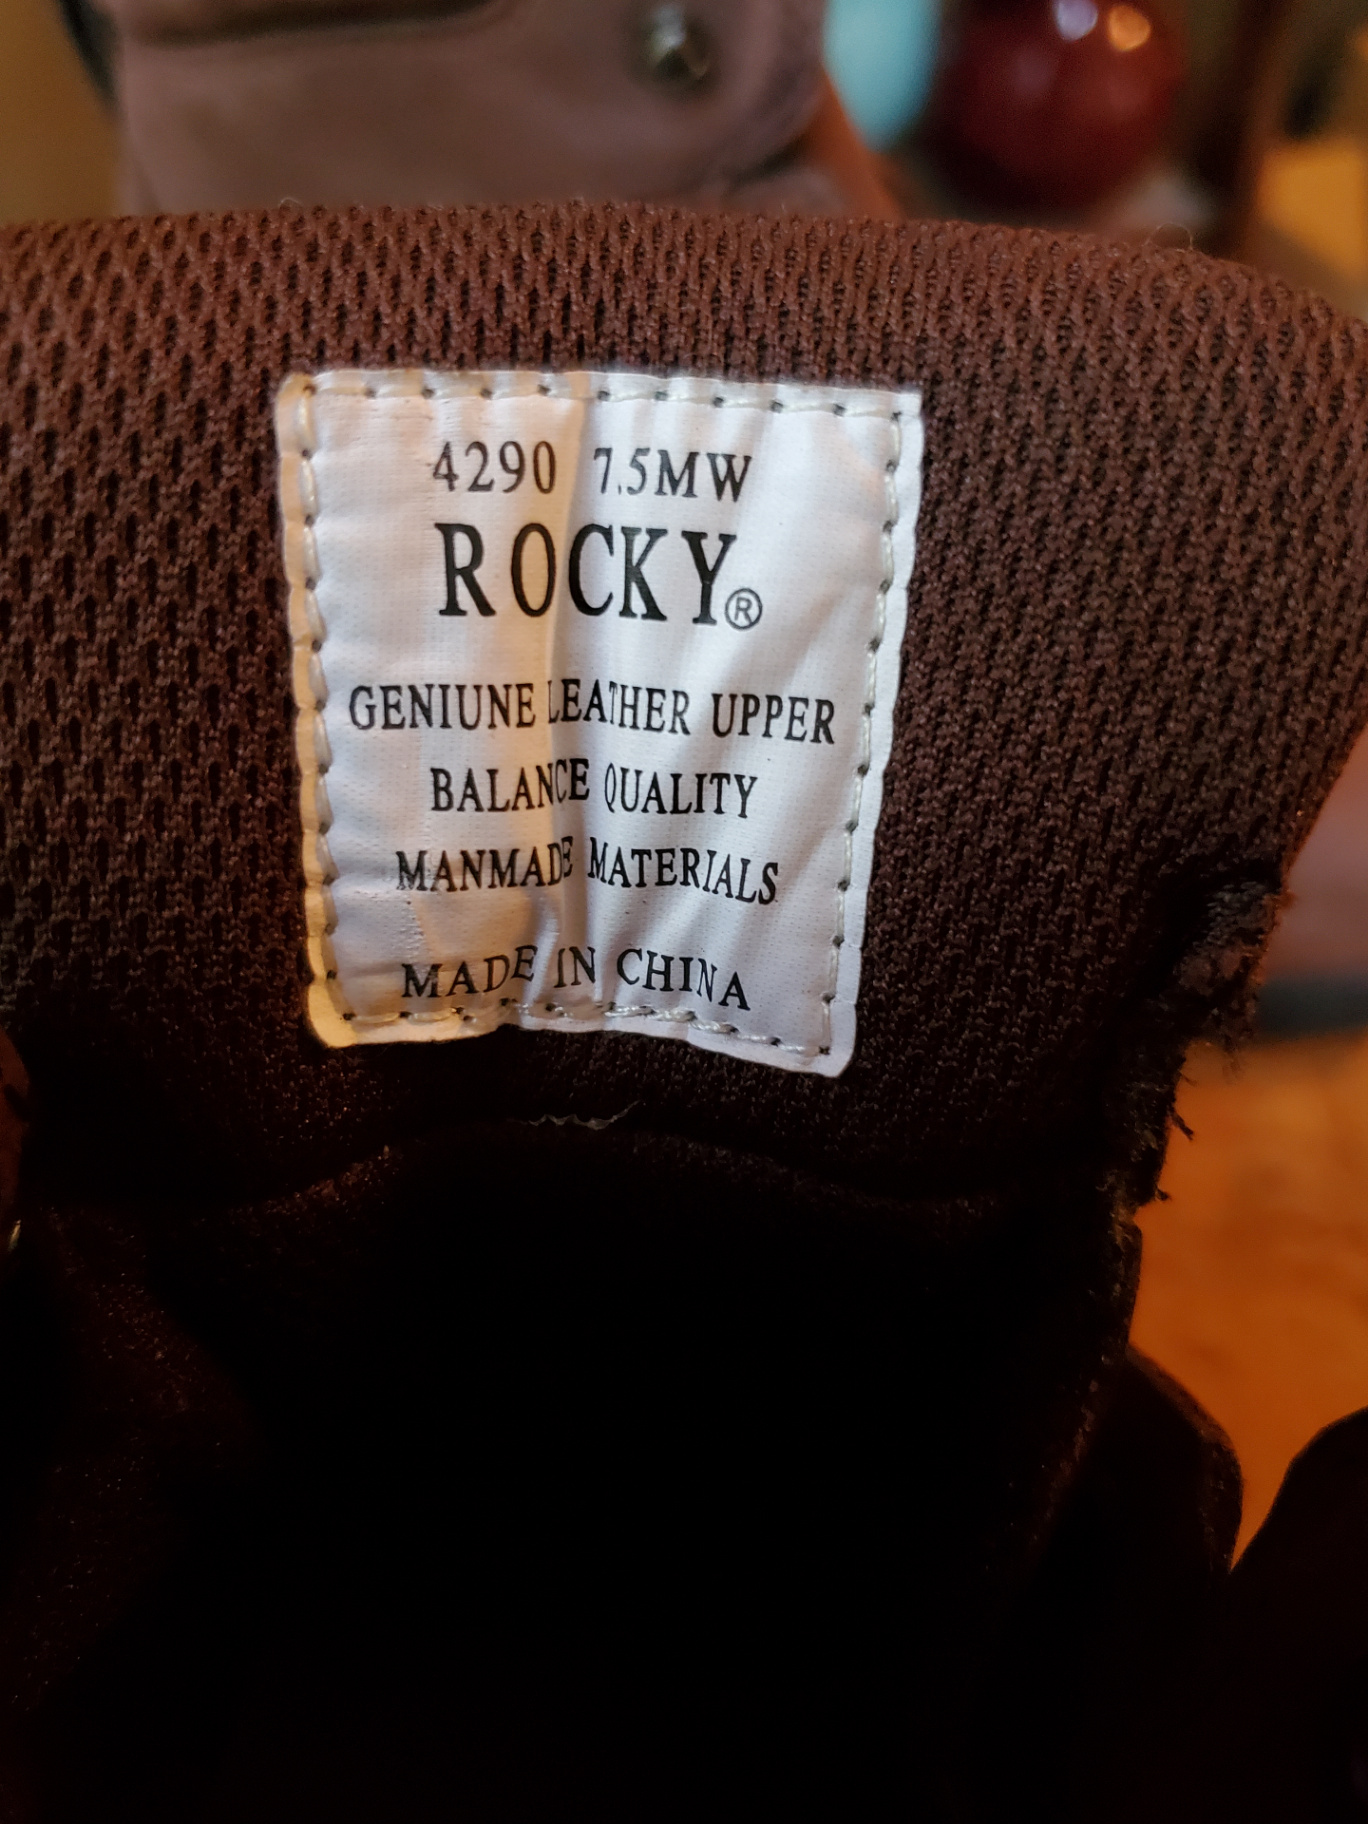 4290 7.5MW
ROCKY®
GENIUNE LEATHER UPPER
BALANCE QUALITY
MANMADE MATERIALS
MADE IN CHINA